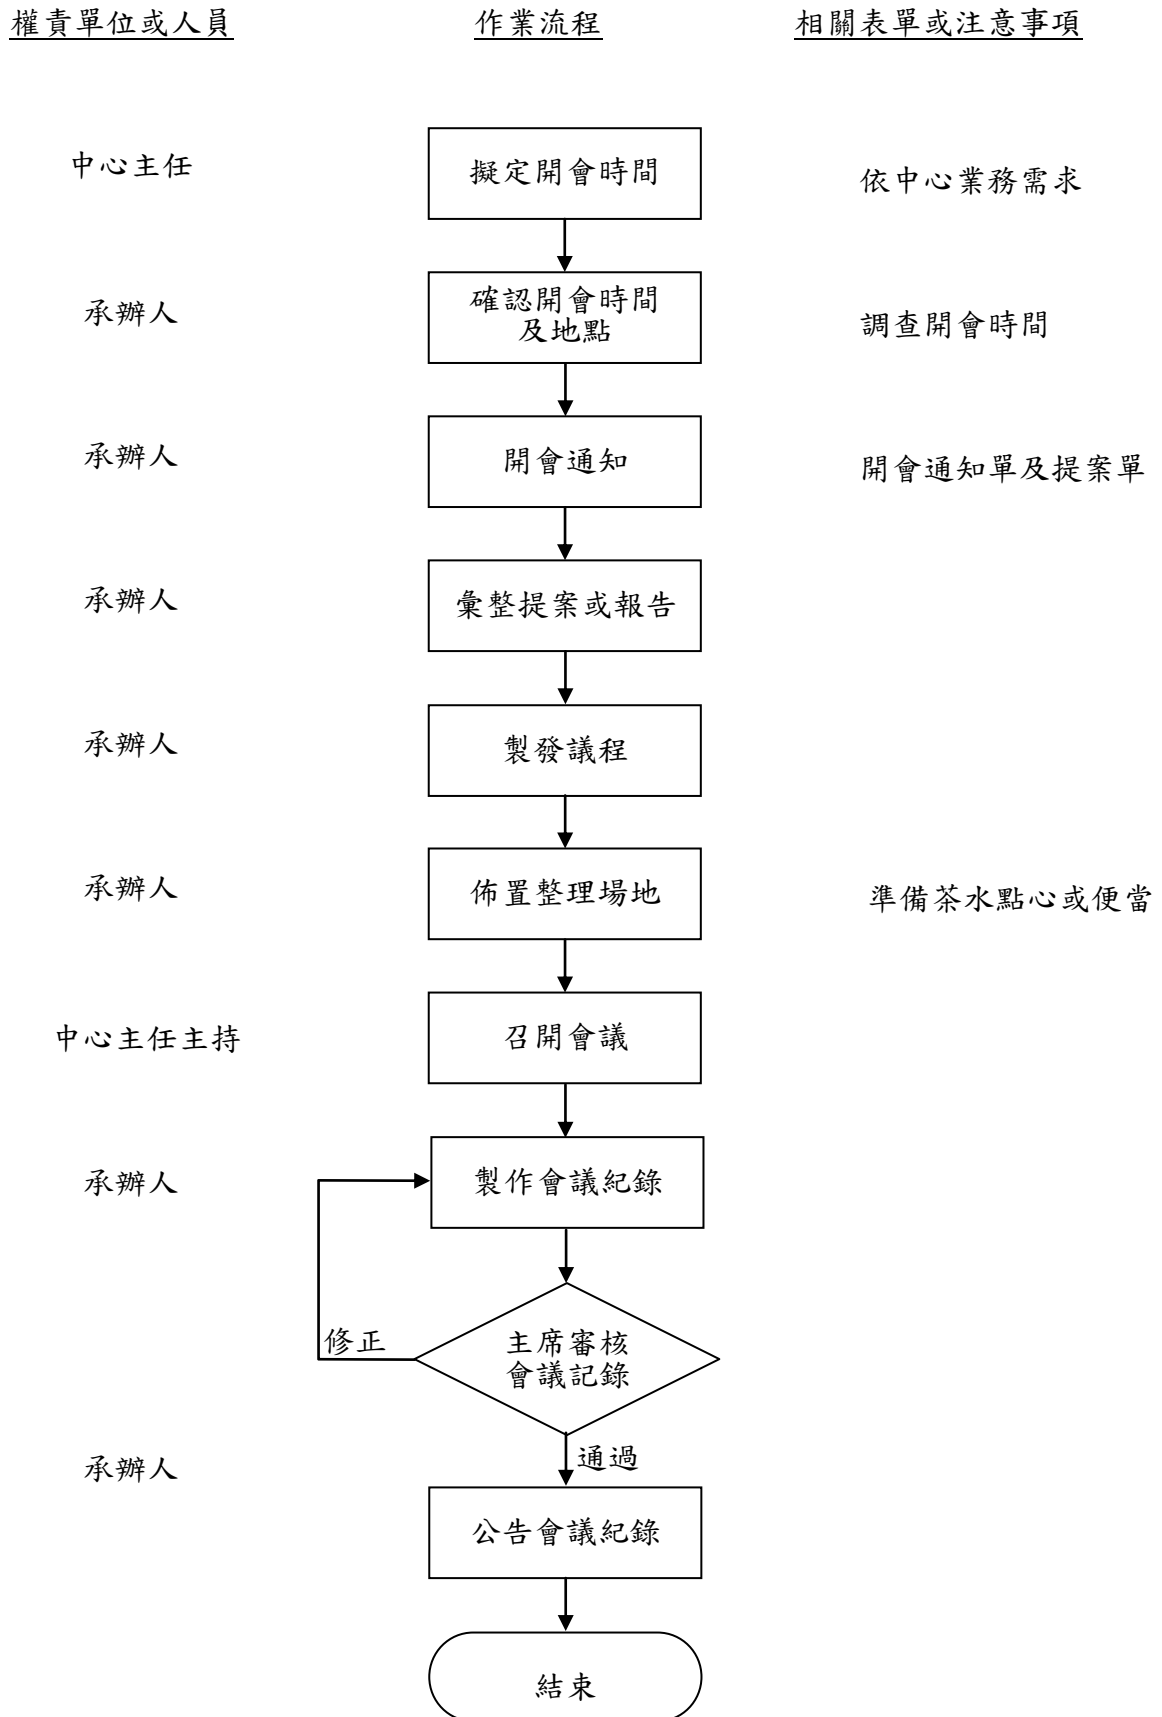 權責單位或人員
作業流程
相關表單或注意事項
中心主任
擬定開會時間
依中心業務需求
承辦人
確認開會時間
及地點
調查開會時間
承辦人
開會通知
開會通知單及提案單
承辦人
彙整提案或報告
承辦人
製發議程
承辦人
佈置整理場地
準備茶水點心或便當
中心主任主持
召開會議
承辦人
製作會議紀錄
修正
主席審核
會議記錄
通過
承辦人
公告會議紀錄
結束